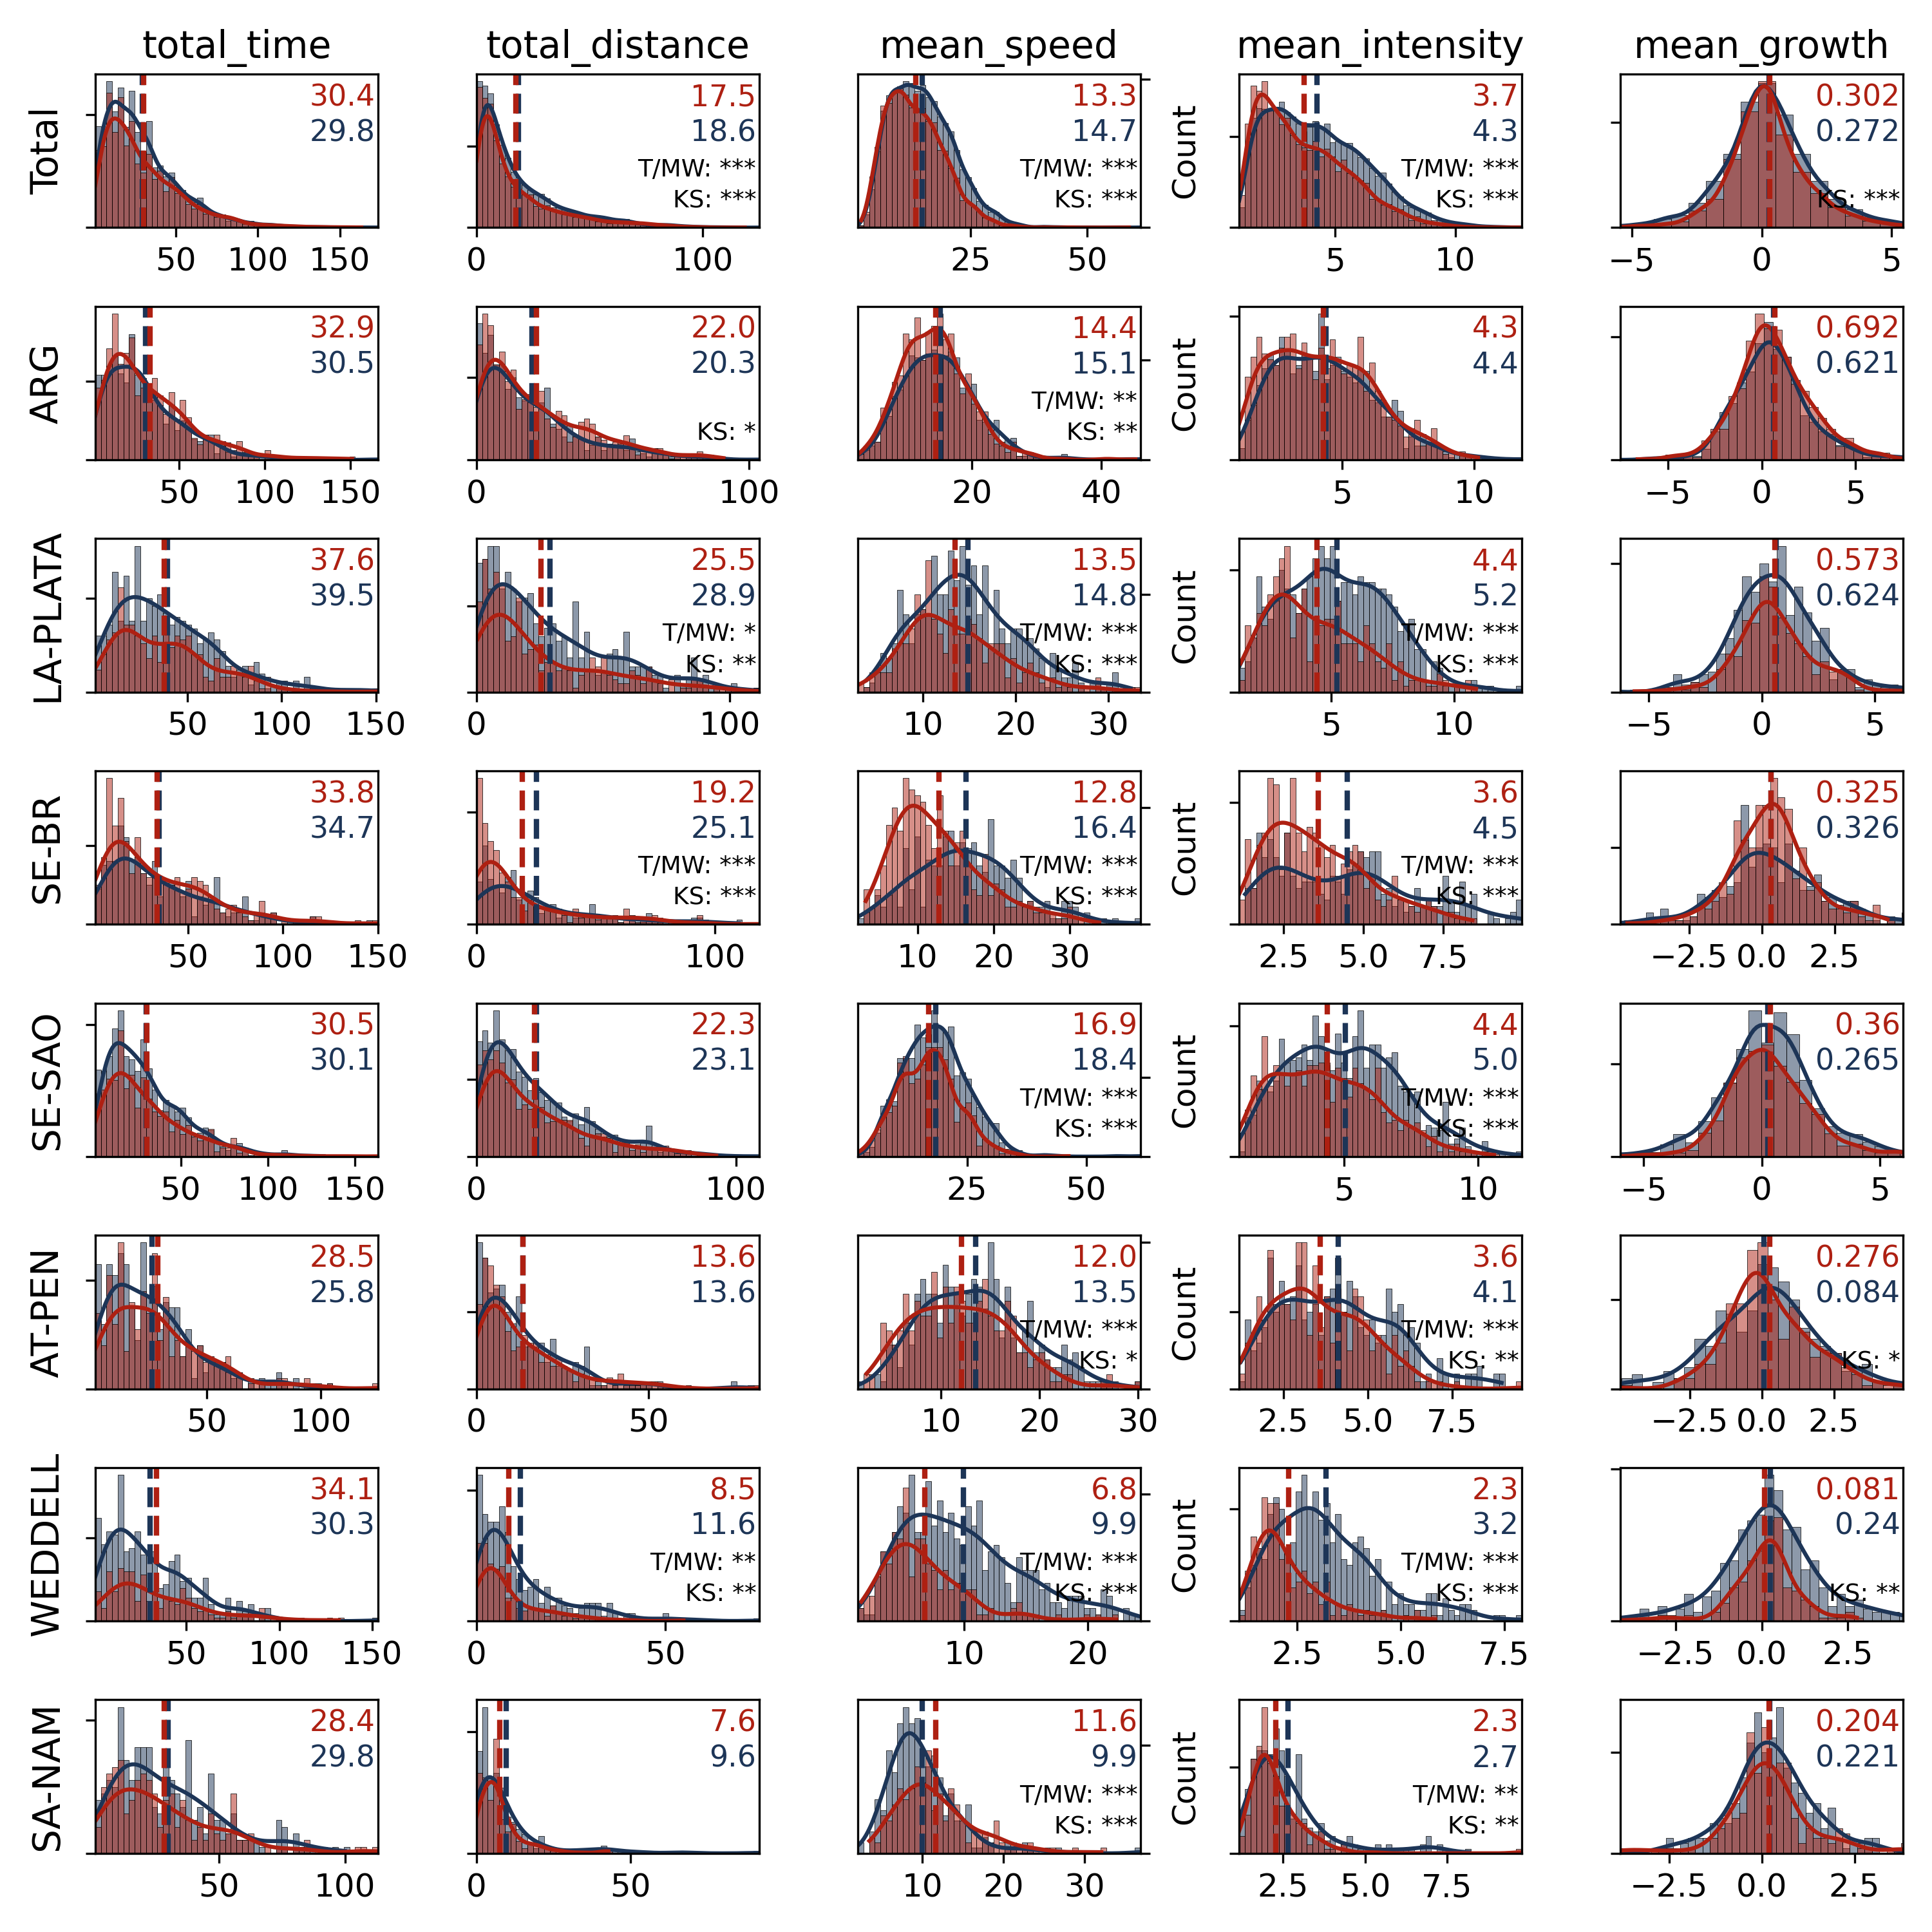 total_time total_distance mean_speed mean_intensity mean_growth
Total
30.4
29.8
50 100 150
17.5
18.6
T/MW: ***
KS: ***
0 100
13.3
14.7
T/MW: ***
KS: ***
25 50
Count
3.7
4.3
T/MW: ***
KS: ***
5 10
0.302
0.272
KS: ***
−5 0 5
ARG
32.9
30.5
50 100 150
22.0
20.3
KS: *
0 100
14.4
15.1
T/MW: **
KS: **
20 40
Count
4.3
4.4
5 10
0.692
0.621
−5 0 5
LA-PLATA
37.6
39.5
50 100 150
25.5
28.9
T/MW: *
KS: **
0 100
13.5
14.8
T/MW: ***
KS: ***
10 20 30
Count
4.4
5.2
T/MW: ***
KS: ***
5 10
0.573
0.624
−5 0 5
SE-BR
33.8
34.7
50 100 150
19.2
25.1
T/MW: ***
KS: ***
0 100
12.8
16.4
T/MW: ***
KS: ***
10 20 30
Count
3.6
4.5
T/MW: ***
KS: ***
2.5 5.0 7.5
0.325
0.326
−2.5 0.0 2.5
SE-SAO
30.5
30.1
50 100 150
22.3
23.1
0 100
16.9
18.4
T/MW: ***
KS: ***
25 50
Count
4.4
5.0
T/MW: ***
KS: ***
5 10
0.36
0.265
−5 0 5
AT-PEN
28.5
25.8
50 100
13.6
13.6
0 50
12.0
13.5
T/MW: ***
KS: *
10 20 30
Count
3.6
4.1
T/MW: ***
KS: **
2.5 5.0 7.5
0.276
0.084
KS: *
−2.5 0.0 2.5
WEDDELL
34.1
30.3
50 100 150
8.5
11.6
T/MW: **
KS: **
0 50
6.8
9.9
T/MW: ***
KS: ***
10 20
Count
2.3
3.2
T/MW: ***
KS: ***
2.5 5.0 7.5
0.081
0.24
KS: **
−2.5 0.0 2.5
SA-NAM
28.4
29.8
50 100
7.6
9.6
0 50
11.6
9.9
T/MW: ***
KS: ***
10 20 30
Count
2.3
2.7
T/MW: **
KS: **
2.5 5.0 7.5
0.204
0.221
−2.5 0.0 2.5